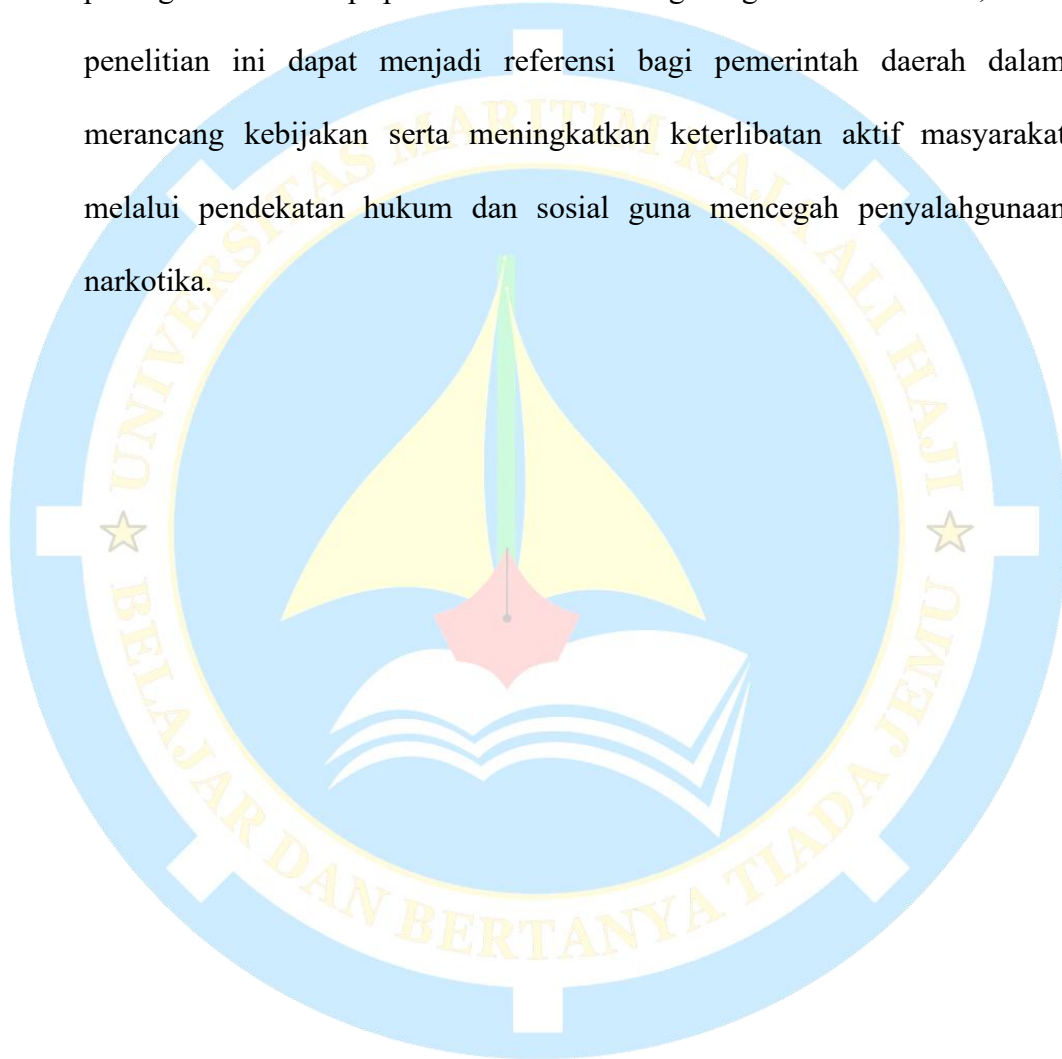 penelitian ini dapat menjadi referensi bagi pemerintah daerah dalam
merancang kebijakan serta meningkatkan keterlibatan aktif masyarakat
melalui pendekatan hukum dan sosial guna mencegah penyalahgunaan
narkotika.
UNIVERSITAS MARITIM RAJA ALI HAJI
BELAJAR DAN BERTANYA TIADA JEMU